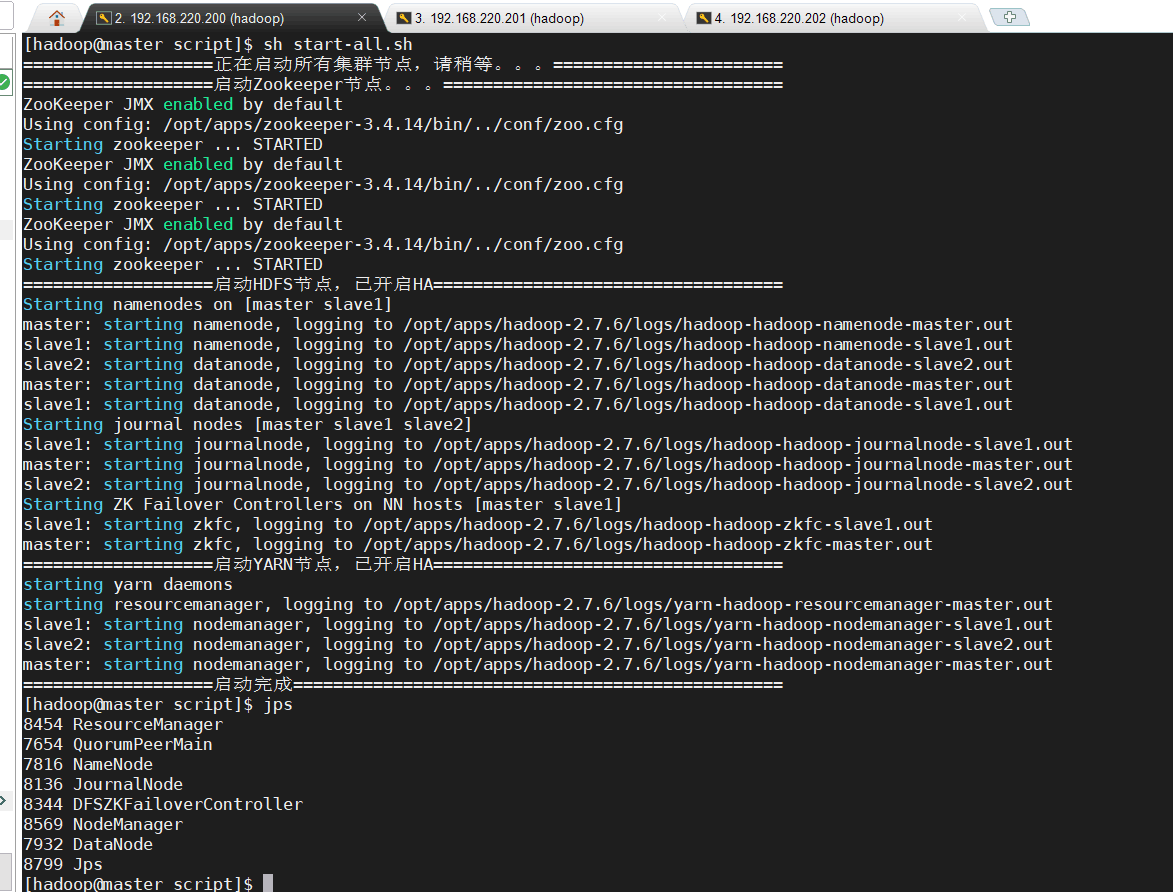 2. 192.168.220.200 (hadoop)
3. 192.168.220.201 (hadoop)
4. 192.168.220.202 (hadoop)
[hadoop@master script]$ sh start-all.sh
===================正在启动所有集群节点，请稍等。。。=======================
===================启动Zookeeper节点。。。==================================
ZooKeeper JMX enabled by default
Using config: /opt/apps/zookeeper-3.4.14/bin/../conf/zoo.cfg
Starting zookeeper ... STARTED
ZooKeeper JMX enabled by default
Using config: /opt/apps/zookeeper-3.4.14/bin/../conf/zoo.cfg
Starting zookeeper ... STARTED
ZooKeeper JMX enabled by default
Using config: /opt/apps/zookeeper-3.4.14/bin/../conf/zoo.cfg
Starting zookeeper ... STARTED
===================启动HDFS节点，已开启HA===================================
Starting namenodes on [master slave1]
master: starting namenode, logging to /opt/apps/hadoop-2.7.6/logs/hadoop-hadoop-namenode-master.out
slave1: starting namenode, logging to /opt/apps/hadoop-2.7.6/logs/hadoop-hadoop-namenode-slave1.out
slave2: starting datanode, logging to /opt/apps/hadoop-2.7.6/logs/hadoop-hadoop-datanode-slave2.out
master: starting datanode, logging to /opt/apps/hadoop-2.7.6/logs/hadoop-hadoop-datanode-master.out
slave1: starting datanode, logging to /opt/apps/hadoop-2.7.6/logs/hadoop-hadoop-datanode-slave1.out
Starting journal nodes [master slave1 slave2]
slave1: starting journalnode, logging to /opt/apps/hadoop-2.7.6/logs/hadoop-hadoop-journalnode-slave1.out
master: starting journalnode, logging to /opt/apps/hadoop-2.7.6/logs/hadoop-hadoop-journalnode-master.out
slave2: starting journalnode, logging to /opt/apps/hadoop-2.7.6/logs/hadoop-hadoop-journalnode-slave2.out
Starting ZK Failover Controllers on NN hosts [master slave1]
slave1: starting zkfc, logging to /opt/apps/hadoop-2.7.6/logs/hadoop-hadoop-zkfc-slave1.out
master: starting zkfc, logging to /opt/apps/hadoop-2.7.6/logs/hadoop-hadoop-zkfc-master.out
===================启动YARN节点，已开启HA===================================
starting yarn daemons
starting resourcemanager, logging to /opt/apps/hadoop-2.7.6/logs/yarn-hadoop-resourcemanager-master.out
slave1: starting nodemanager, logging to /opt/apps/hadoop-2.7.6/logs/yarn-hadoop-nodemanager-slave1.out
slave2: starting nodemanager, logging to /opt/apps/hadoop-2.7.6/logs/yarn-hadoop-nodemanager-slave2.out
master: starting nodemanager, logging to /opt/apps/hadoop-2.7.6/logs/yarn-hadoop-nodemanager-master.out
===================启动完成=================================================
[hadoop@master script]$ jps
8454 ResourceManager
7654 QuorumPeerMain
7816 NameNode
8136 JournalNode
8344 DFSZKFailoverController
8569 NodeManager
7932 DataNode
8799 Jps
[hadoop@master script]$